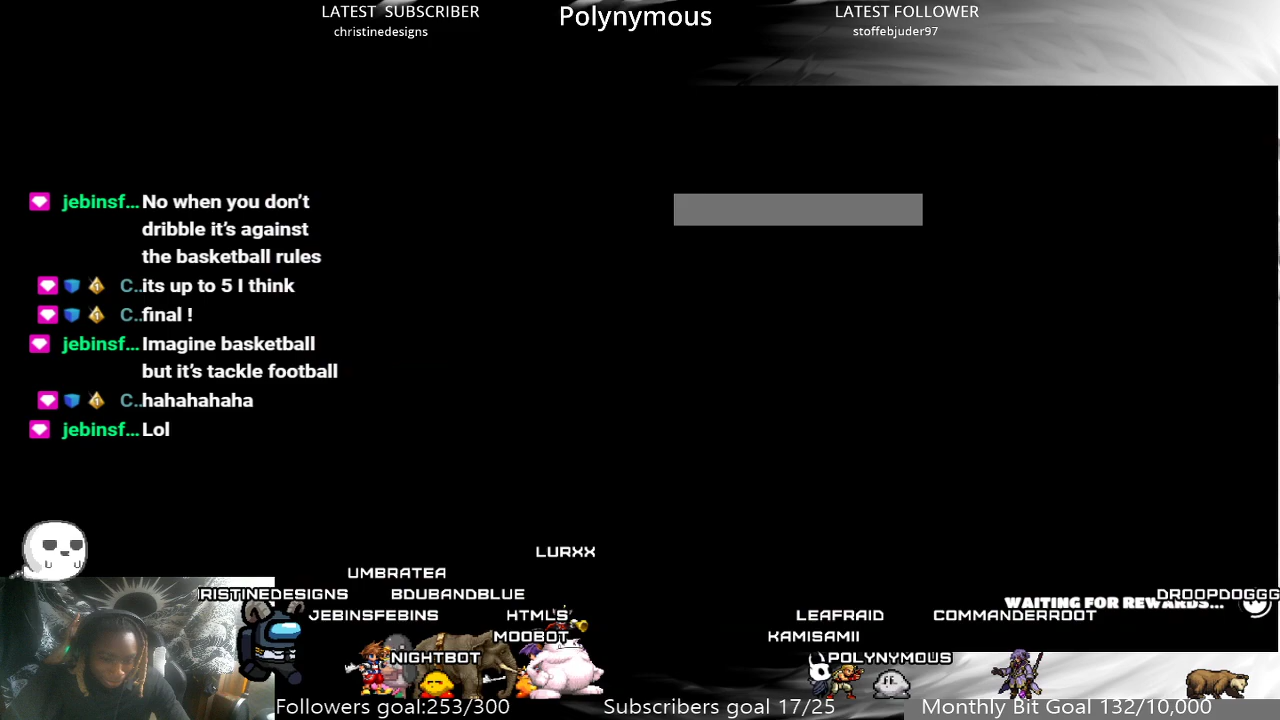 LATEST SUBSCRIBER
Polynymous
LATEST FOLLOWER
christinedesigns
stoffebjuder97
jebinsf... No when you don't
dribble it's against
the basketball rules
C.. its up to 5 I think
C.. final !
jebinsf... Imagine basketball
but it's tackle football
C.. hahahahaha
jebinsf... Lol
LURXX
UMBRATEA
RISTINEDESIGNS
BDUBANDBLUE
DROOPDOGGG
WAITING FOR REWARDS...
JEBINSFEBINS
HTMLS
LEAFRAID
COMMANDERROOT
MOOBOT
KAMISAMII
NIGHTBOT
POLYNYMOUS
Followers goal:253/300
Subscribers goal 17/25
Monthly Bit Goal 132/10,000